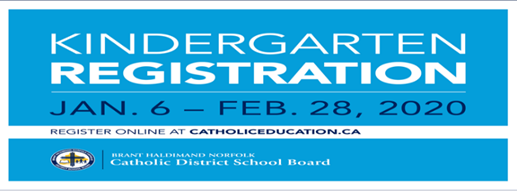 KINDERGARTEN
REGISTRATION
JAN. 6 – FEB. 28, 2020
REGISTER ONLINE AT CATHOLICEDUCATION.CA
BRANT HALDIMAND NORFOLK
Catholic District School Board